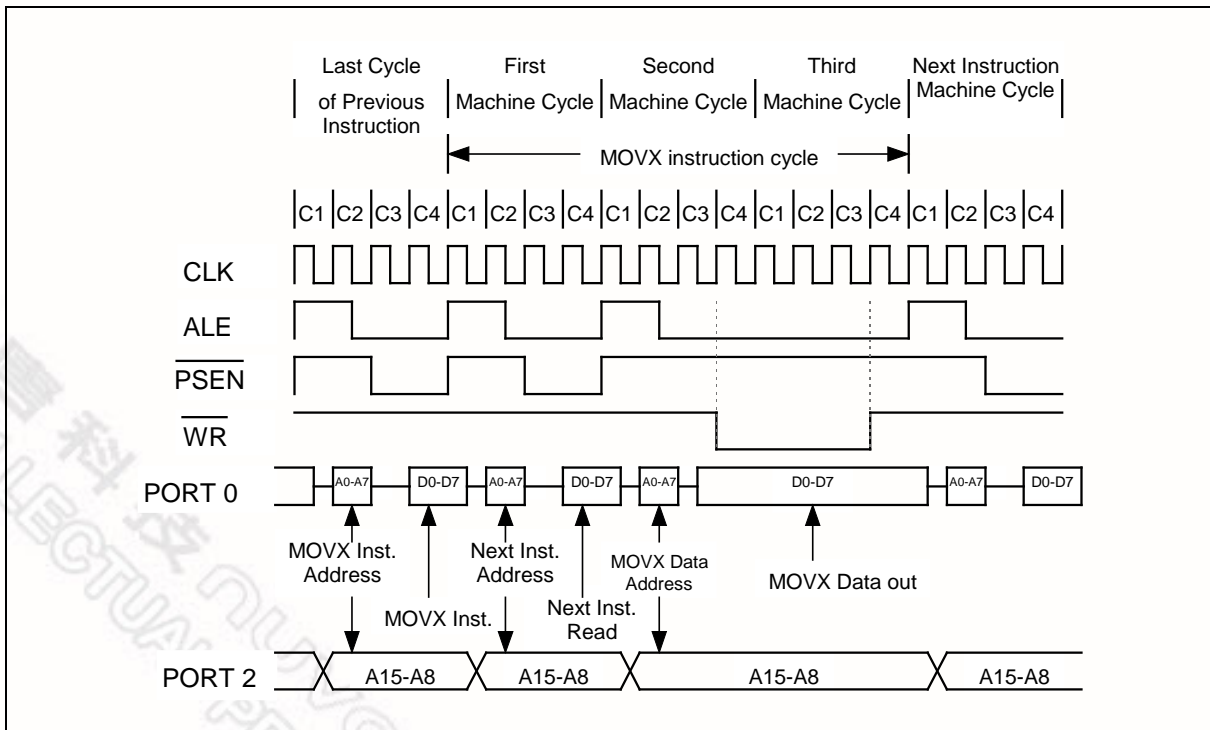 Last Cycle
of Previous
Instruction
First
Machine Cycle
Second
Machine Cycle
Third
Machine Cycle
Next Instruction
Machine Cycle
MOVX instruction cycle
C1 C2 C3 C4 C1 C2 C3 C4 C1 C2 C3 C4 C1 C2 C3 C4 C1 C2 C3 C4
CLK
ALE
PSEN
WR
PORT 0
A0-A7 D0-D7 A0-A7 D0-D7 A0-A7 D0-D7 A0-A7 D0-D7
MOVX Inst.
Address
MOVX Inst.
Next Inst.
Address
Next Inst.
Read
MOVX Data
Address
MOVX Data out
PORT 2
A15-A8 A15-A8 A15-A8 A15-A8